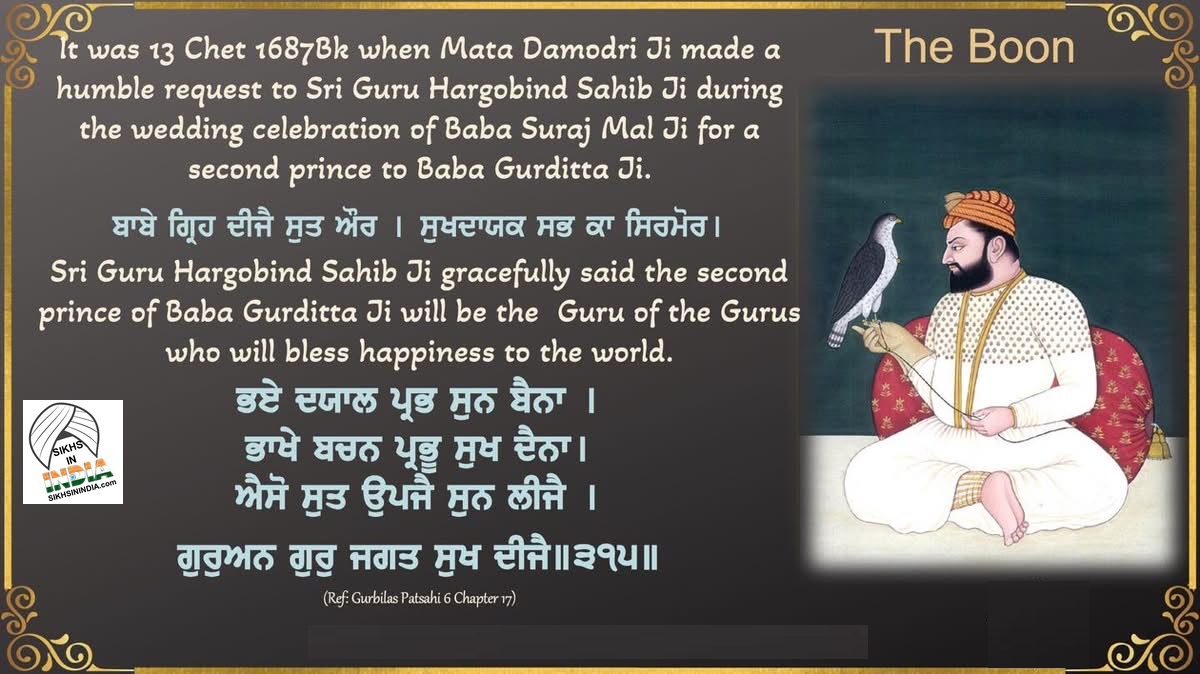 The Boon
It was 13 Chet 1687Bk when Mata Damodri Ji made a
humble request to Sri Guru Hargobind Sahib Ji during
the wedding celebration of Baba Suraj Mal Ji for a
second prince to Baba Gurditta Ji.
ਬਾਬੇ ਗ੍ਰਿਹ ਦੀਜੈ ਸੁਤ ਔਰ । ਸੁਖਦਾਯਕ ਸਭ ਕਾ ਸਿਰਮੋਰ।
Sri Guru Hargobind Sahib Ji gracefully said the second
prince of Baba Gurditta Ji will be the Guru of the Gurus
who will bless happiness to the world.
ਭਏ ਦਯਾਲ ਪ੍ਰਭ ਸੁਨ ਬੈਨਾ ।
ਭਾਖੇ ਬਚਨ ਪ੍ਰਭੂ ਸੁਖ ਦੈਨਾ।
ਐਸੋ ਸੁਤ ਉਪਜੈ ਸੁਨ ਲੀਜੈ ।
ਗੁਰੁਅਨ ਗੁਰੁ ਜਗਤ ਸੁਖ ਦੀਜੈ॥੩੧੫॥
(Ref: Gurbilas Patsahi 6 Chapter 17)
SIKHS
IN
INDIA
SIKHSININDIA.com